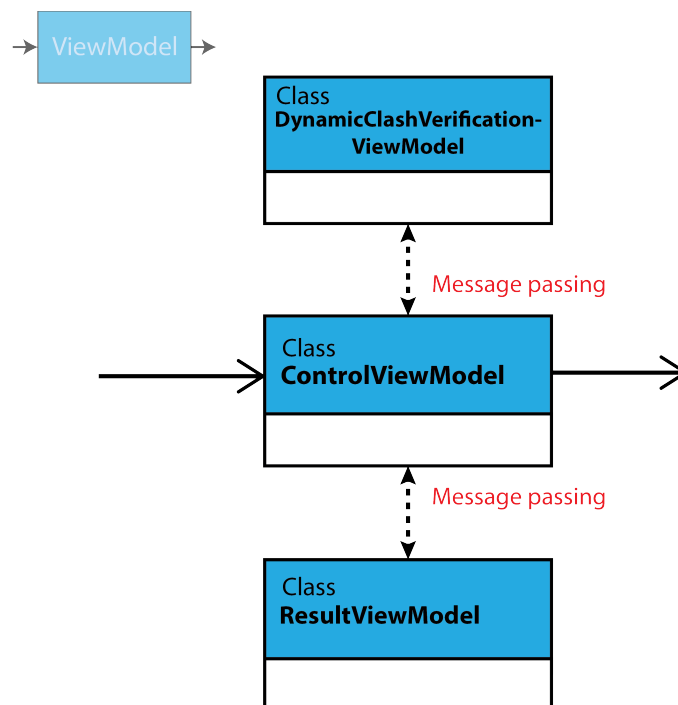 ViewModel
Class
DynamicClashVerification-
ViewModel
Message passing
Class
ControlViewModel
Message passing
Class
ResultViewModel